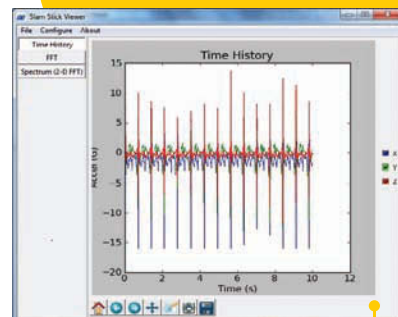 Slam Stick Viewer
File Configure About
Time History
FFT
Spectrum (2-D FFT)
Time History
15
10
5
0
−5
−10
−15
−20
Accel (G)
0 2 4 6 8 10 12
Time (s)
X
Y
Z